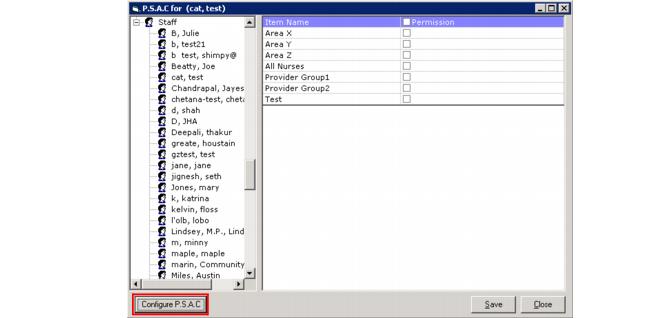 P.S.A.C for (cat, test)
Staff
B, Julie
b, test21
b test, shimpy@
Beatty, Joe
cat, test
Chandrapal, Jayes
chetana-test, cheta
d, shah
D, JHA
Deepali, thakur
greate, houstain
gztest, test
jane, jane
jignesh, seth
Jones, mary
k, katrina
kelvin, floss
l'olb, lobo
Lindsey, M.P., Lind
m, minny
maple, maple
marin, Community
Miles, Austin
Item Name Permission
Area X
Area Y
Area Z
All Nurses
Provider Group1
Provider Group2
Test
Configure P.S.A.C
Save
Close